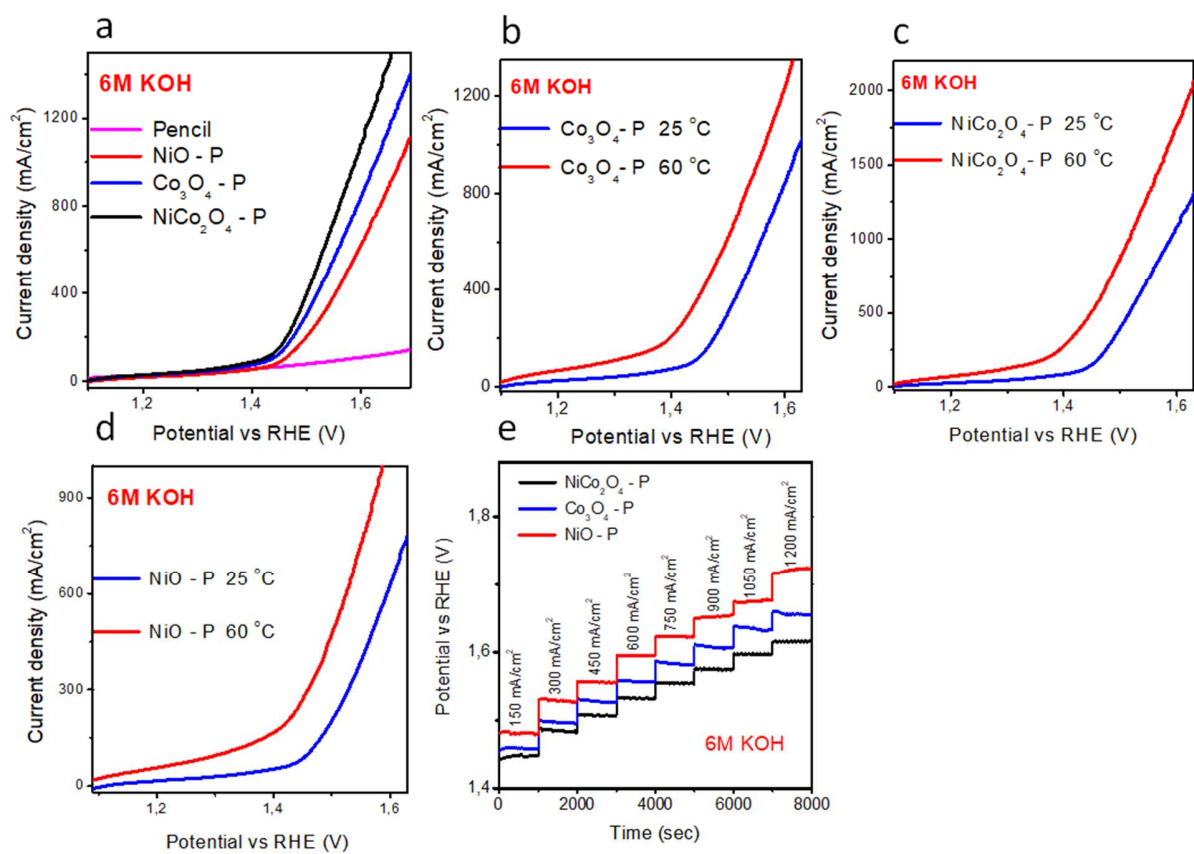 a
6M KOH
Pencil
NiO - P
Co₃O₄ - P
NiCo₂O₄ - P
1200
800
400
0
1,2
1,4
1,6
Current density (mA/cm²)
Potential vs RHE (V)
b
6M KOH
Co₃O₄- P 25 °C
Co₃O₄- P 60 °C
1200
800
400
0
1,2
1,4
1,6
Current density (mA/cm²)
Potential vs RHE (V)
c
6M KOH
NiCo₂O₄ - P 25 °C
NiCo₂O₄ - P 60 °C
2000
1500
1000
500
0
1,2
1,4
1,6
Current density (mA/cm²)
Potential vs RHE (V)
d
6M KOH
NiO - P 25 °C
NiO - P 60 °C
900
600
300
0
1,2
1,4
1,6
Current density (mA/cm²)
Potential vs RHE (V)
e
NiCo₂O₄ - P
Co₃O₄ - P
NiO - P
150 mA/cm²
300 mA/cm²
450 mA/cm²
600 mA/cm²
750 mA/cm²
900 mA/cm²
1050 mA/cm²
1 200 mA/cm²
6M KOH
1,8
1,6
1,4
0
2000
4000
6000
8000
Potential vs RHE (V)
Time (sec)